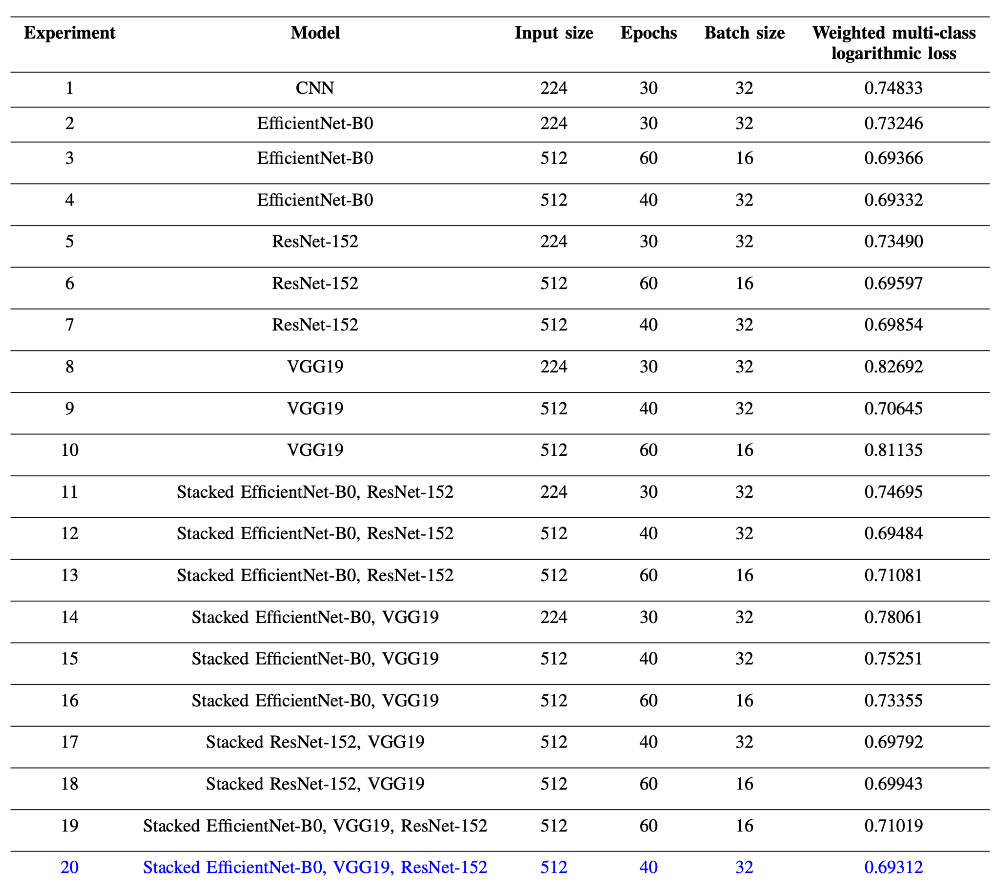 Experiment Model Input size Epochs Batch size Weighted multi-class
logarithmic loss
1 CNN 224 30 32 0.74833
2 EfficientNet-B0 224 30 32 0.73246
3 EfficientNet-B0 512 60 16 0.69366
4 EfficientNet-B0 512 40 32 0.69332
5 ResNet-152 224 30 32 0.73490
6 ResNet-152 512 60 16 0.69597
7 ResNet-152 512 40 32 0.69854
8 VGG19 224 30 32 0.82692
9 VGG19 512 40 32 0.70645
10 VGG19 512 60 16 0.81135
11 Stacked EfficientNet-B0, ResNet-152 224 30 32 0.74695
12 Stacked EfficientNet-B0, ResNet-152 512 40 32 0.69484
13 Stacked EfficientNet-B0, ResNet-152 512 60 16 0.71081
14 Stacked EfficientNet-B0, VGG19 224 30 32 0.78061
15 Stacked EfficientNet-B0, VGG19 512 40 32 0.75251
16 Stacked EfficientNet-B0, VGG19 512 60 16 0.73355
17 Stacked ResNet-152, VGG19 512 40 32 0.69792
18 Stacked ResNet-152, VGG19 512 60 16 0.69943
19 Stacked EfficientNet-B0, VGG19, ResNet-152 512 60 16 0.71019
20 Stacked EfficientNet-B0, VGG19, ResNet-152 512 40 32 0.69312